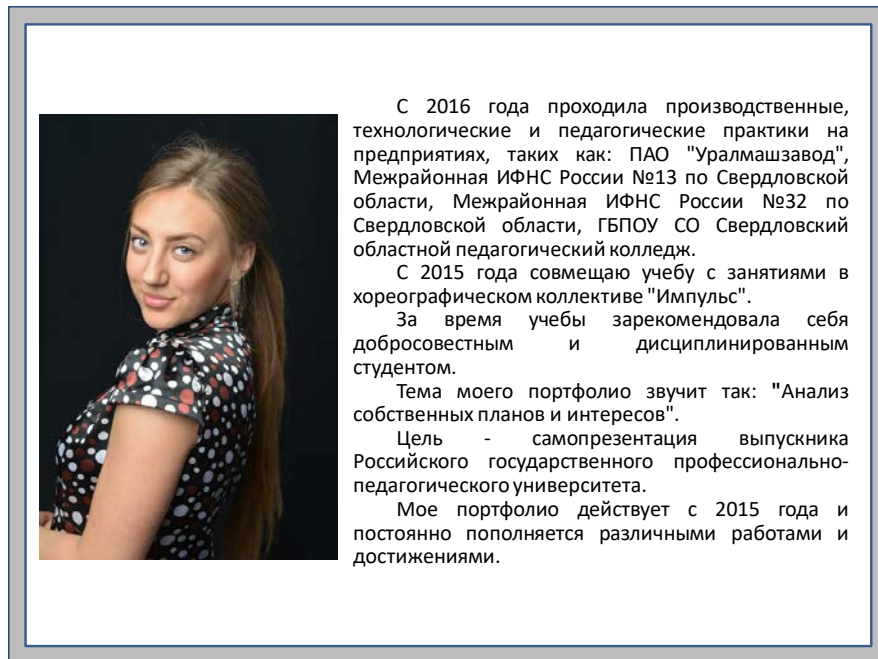 С 2016 года проходила производственные,
технологические и педагогические практики на
предприятиях, таких как: ПАО "Уралмашзавод",
Межрайонная ИФНС России №13 по Свердловской
области, Межрайонная ИФНС России №32 по
Свердловской области, ГБПОУ СО Свердловский
областной педагогический колледж.
С 2015 года совмещаю учебу с занятиями в
хореографическом коллективе "Импульс".
За время учебы зарекомендовала себя
добросовестным и дисциплинированным
студентом.
Тема моего портфолио звучит так: "Анализ
собственных планов и интересов".
Цель - самопрезентация выпускника
Российского государственного профессионально-
педагогического университета.
Мое портфолио действует с 2015 года и
постоянно пополняется различными работами и
достижениями.